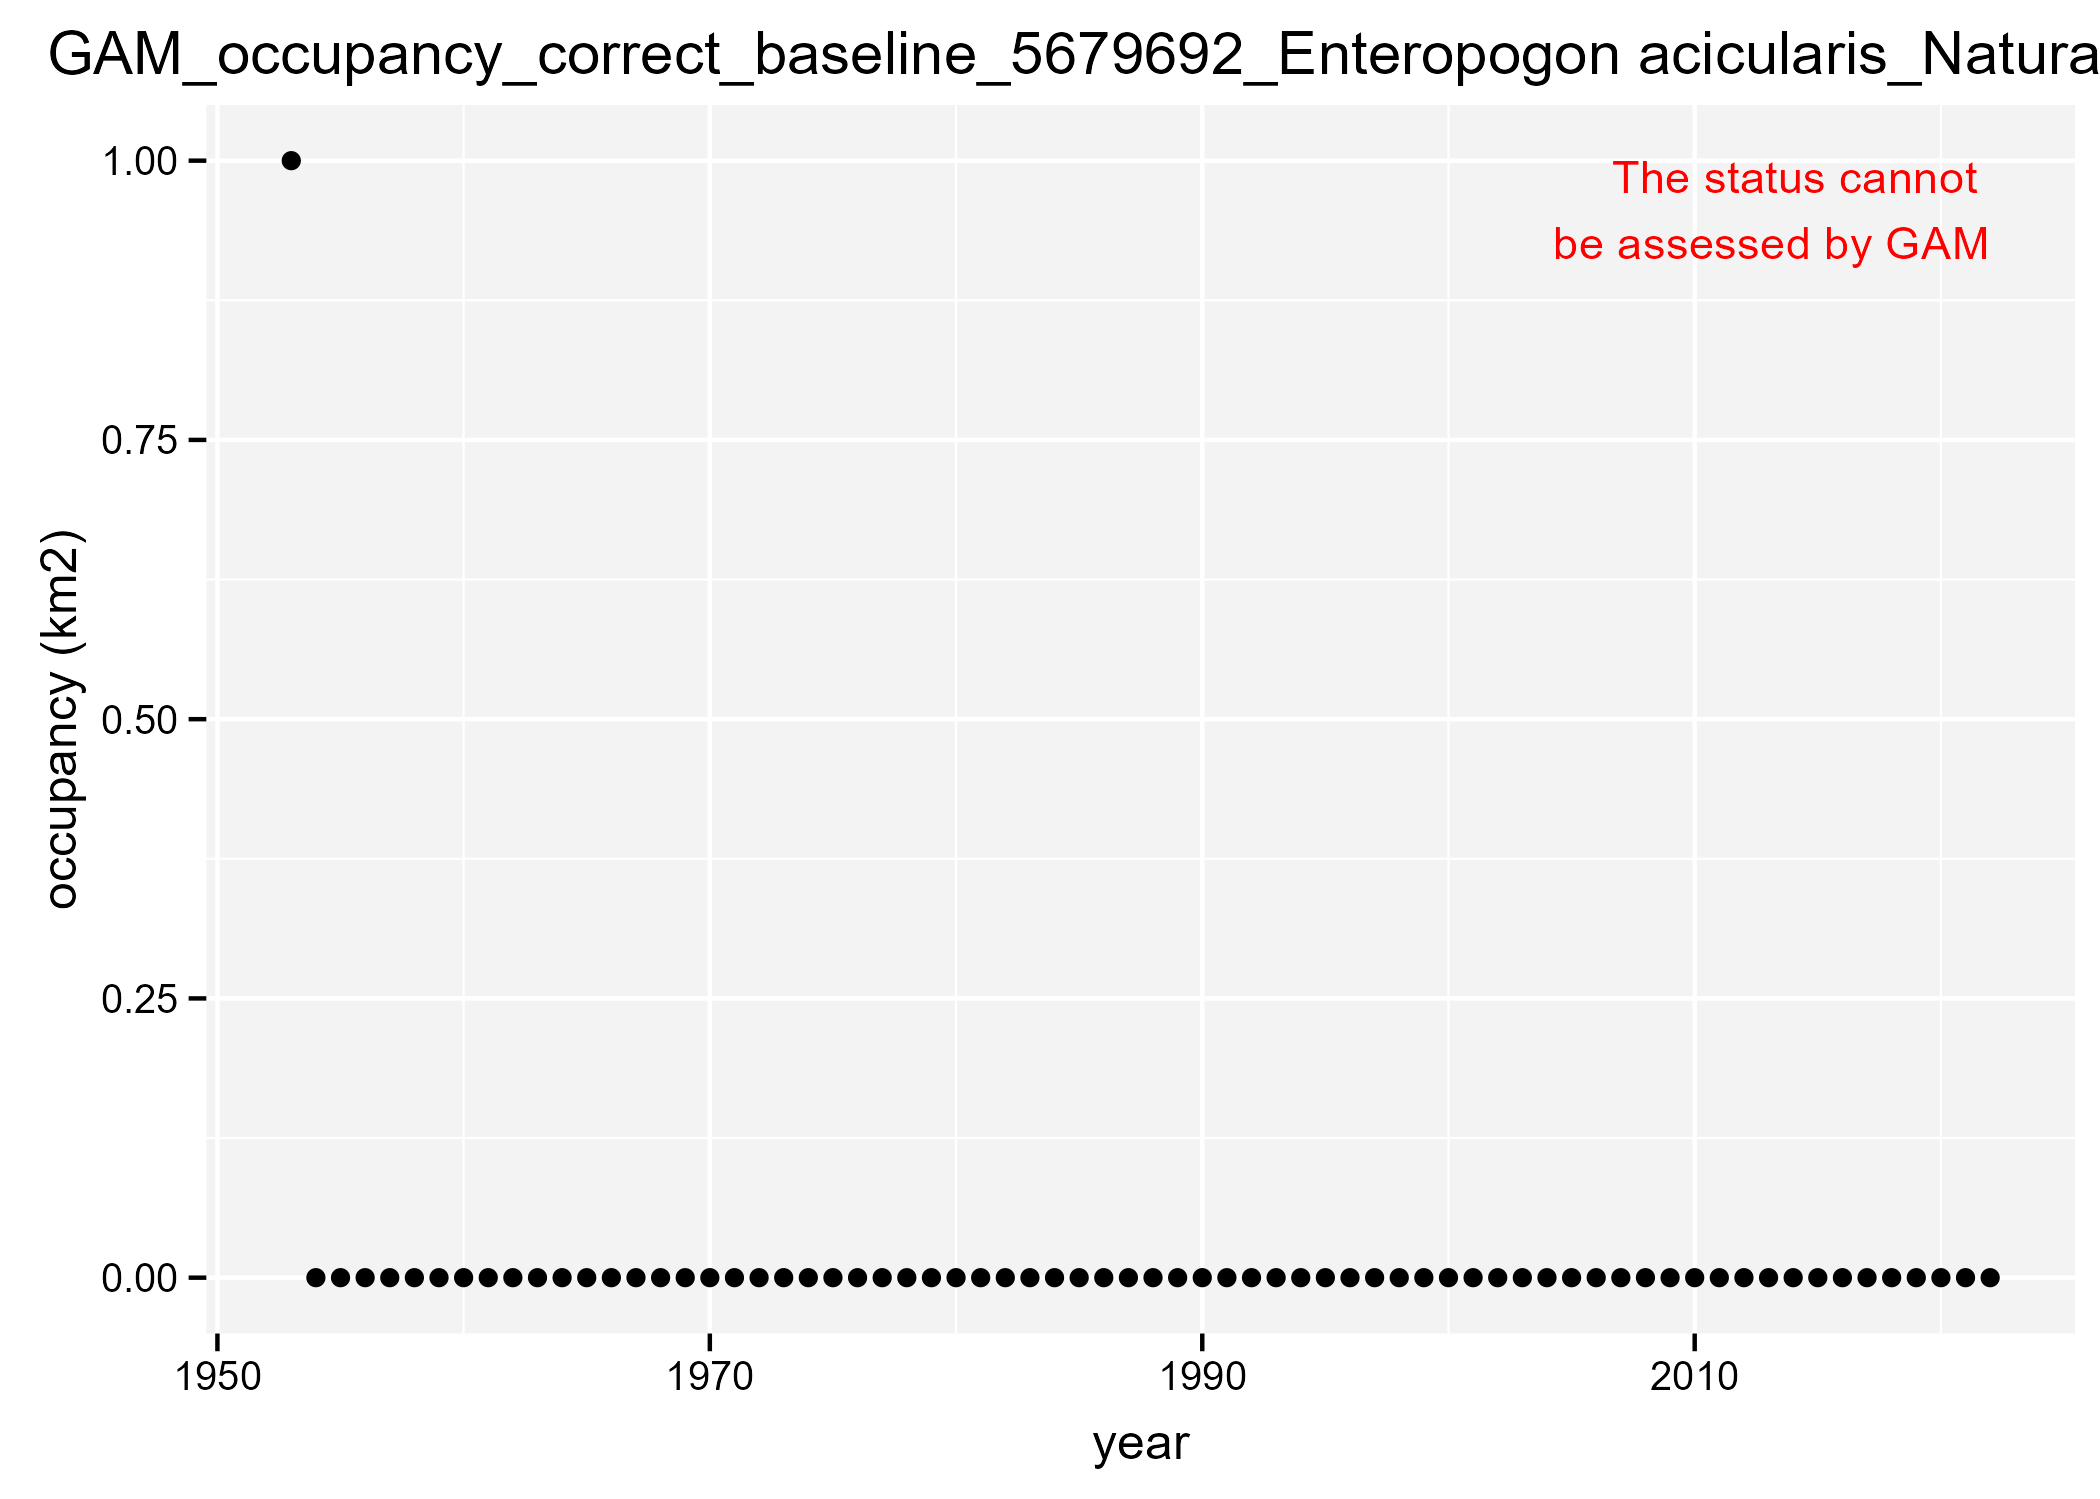 GAM_occupancy_correct_baseline_5679692_Enteropogon acicularis_Natura
The status cannot
be assessed by GAM
1.00
0.75
0.50
0.25
0.00
occupancy (km2)
1950
1970
1990
2010
year